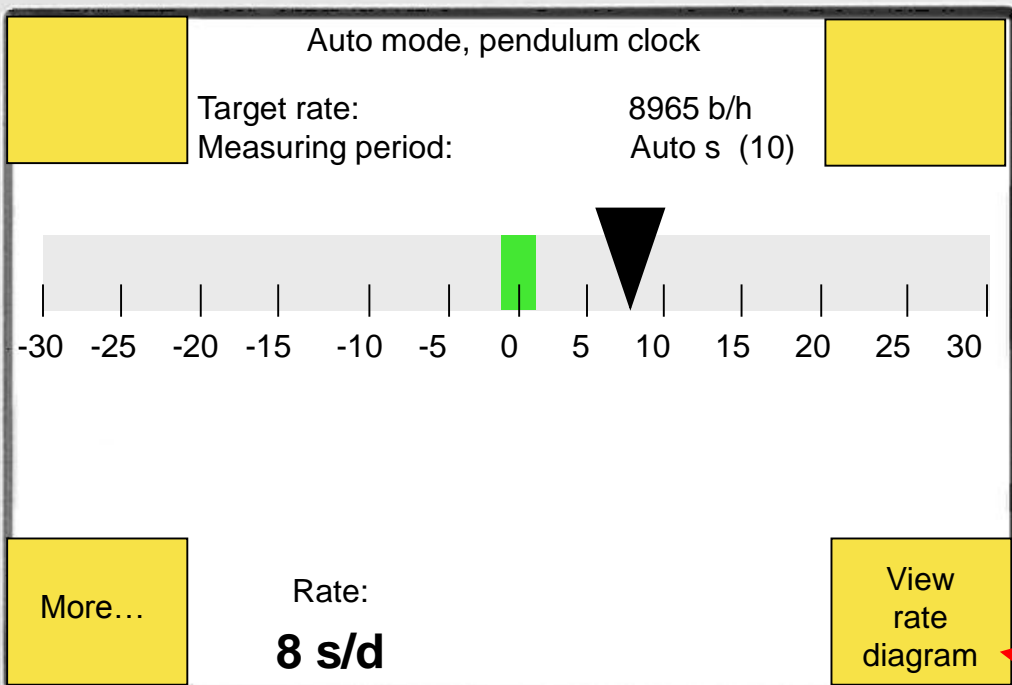 Auto mode, pendulum clock
Target rate: 8965 b/h
Measuring period: Auto s (10)
-30 -25 -20 -15 -10 -5 0 5 10 15 20 25 30
More…
Rate:
8 s/d
View
rate
diagram